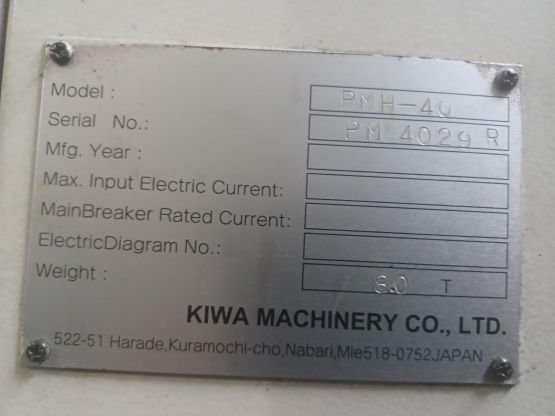 Model : PMH-40
Serial No.: PM 4029 R
Mfg. Year :
Max. Input Electric Current:
MainBreaker Rated Current:
ElectricDiagram No.:
Weight : 8.0 T
KIWA MACHINERY CO., LTD.
522-51 Harade,Kuramochi-cho,Nabari,Mie518-0752JAPAN